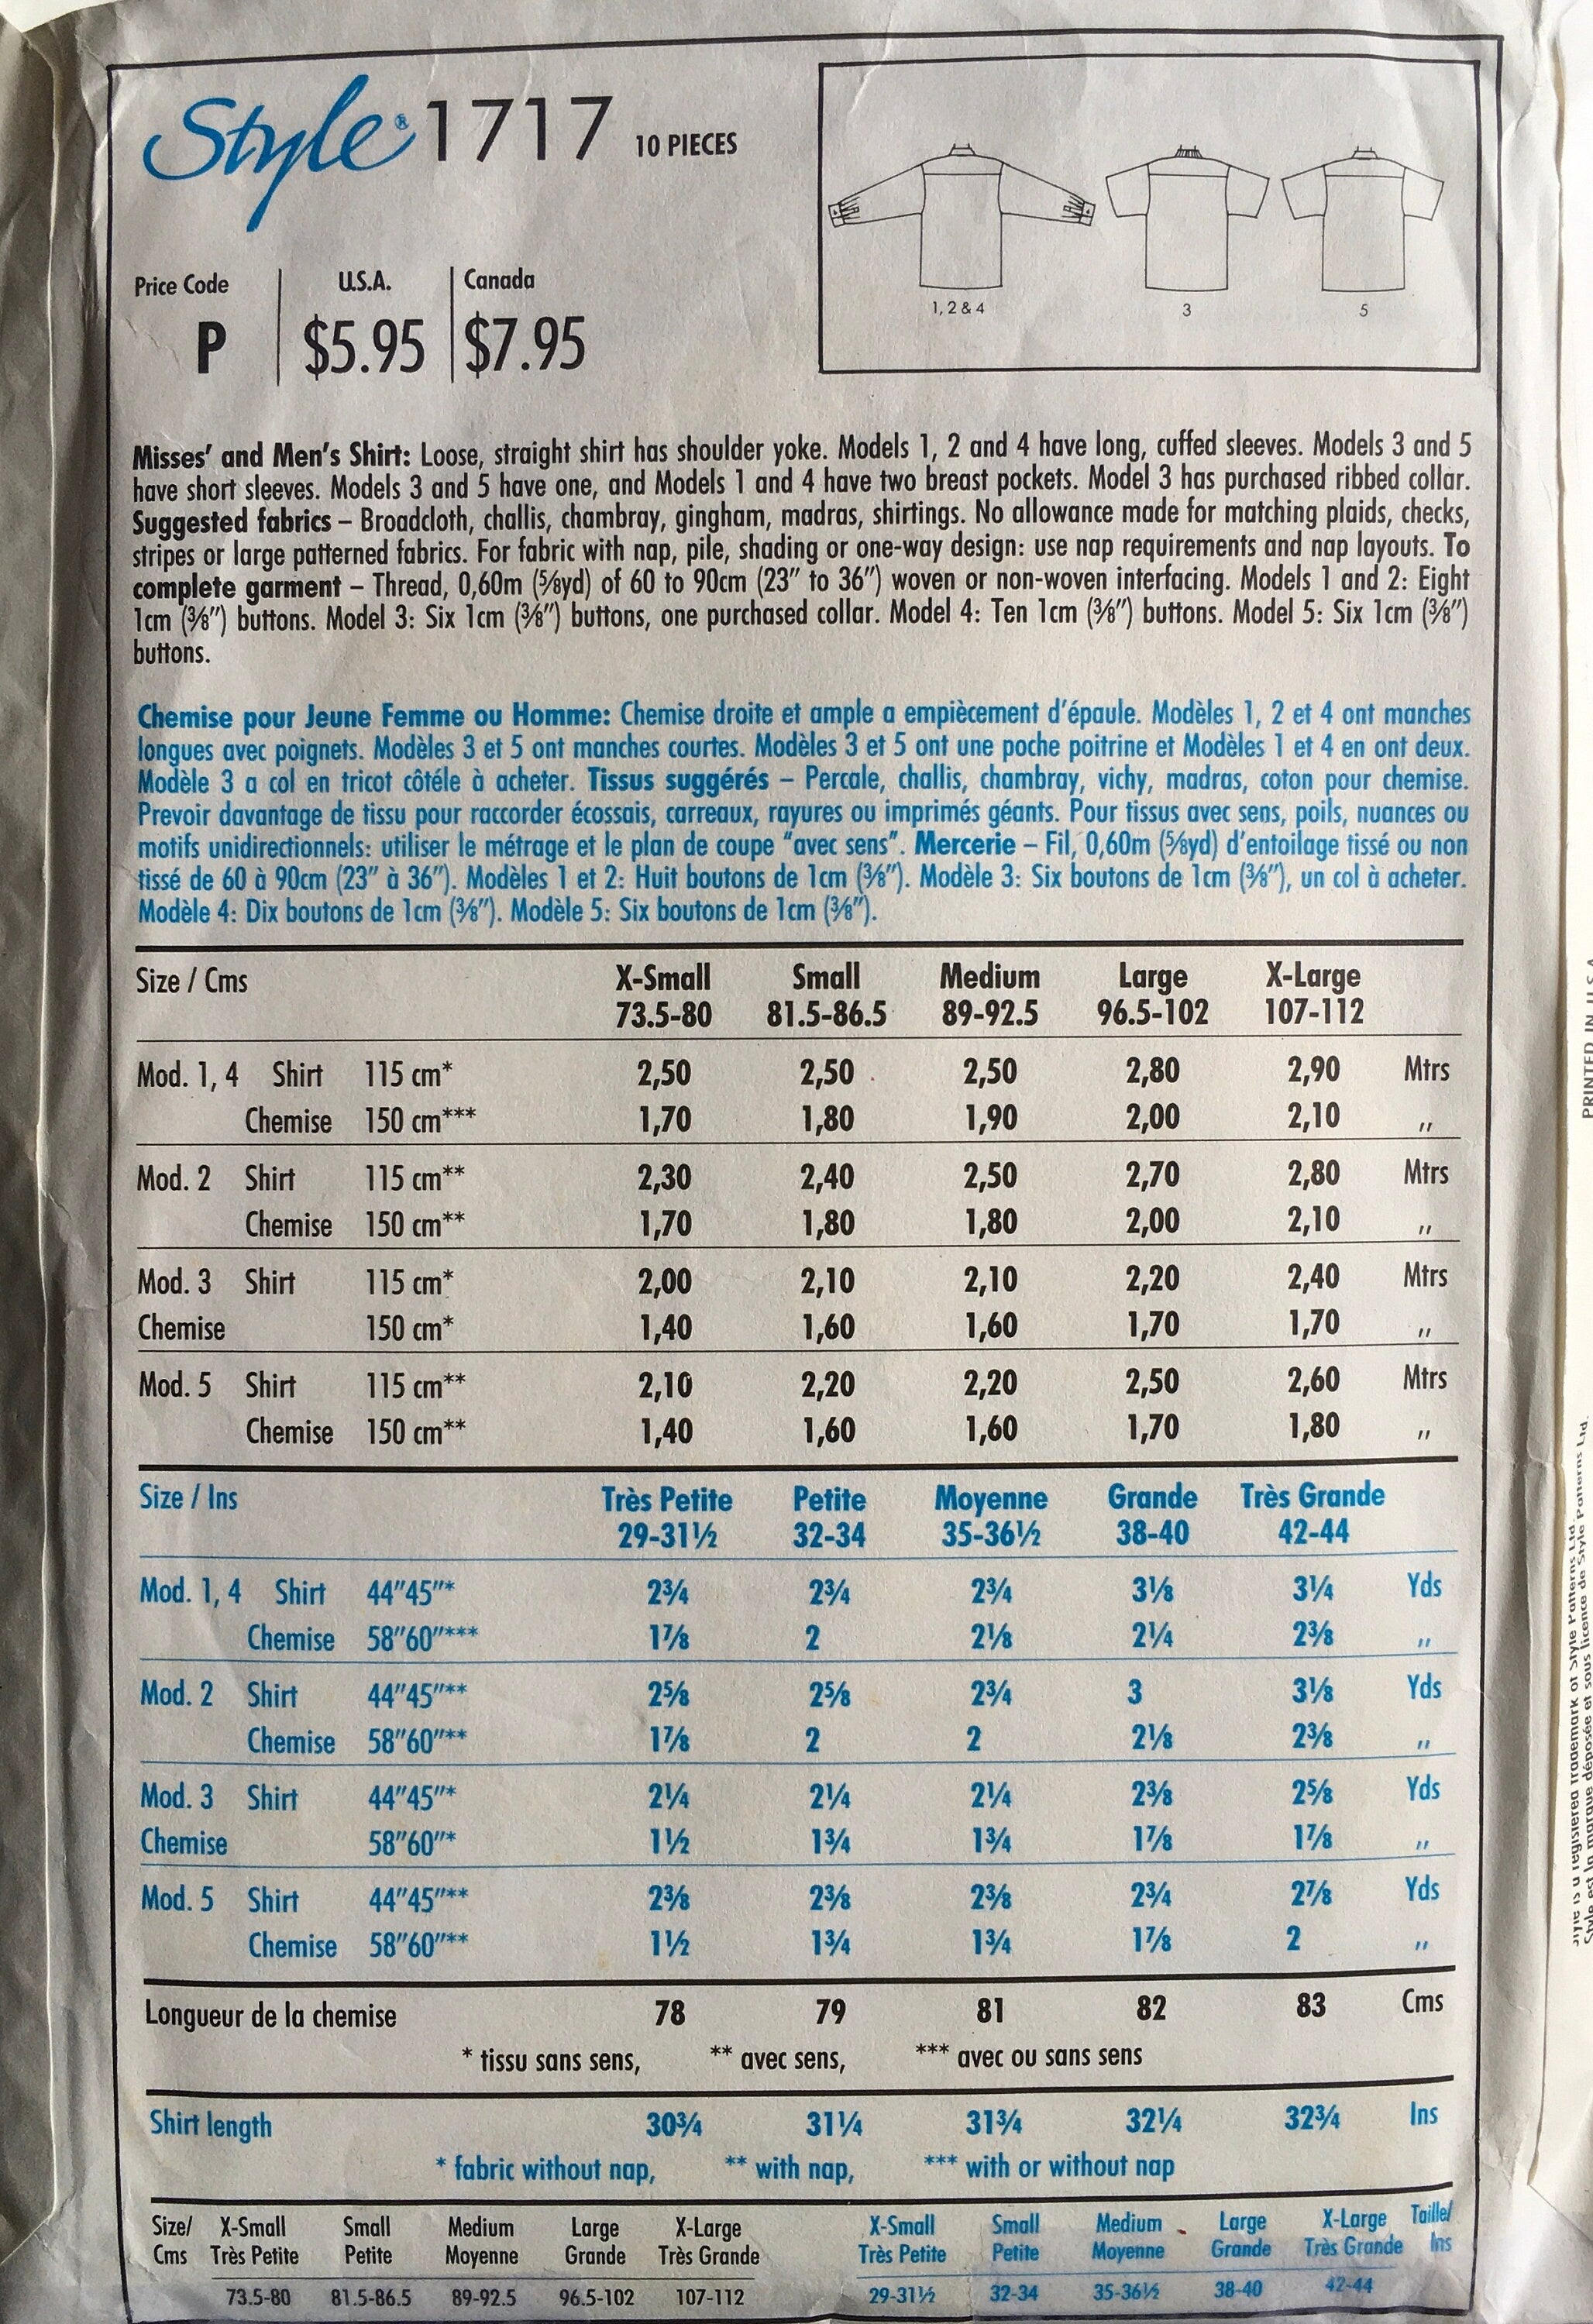 Style® 1717 10 PIECES
1, 2 & 4 3 5
Price Code U.S.A. Canada
P $5.95 $7.95
Misses' and Men's Shirt: Loose, straight shirt has shoulder yoke. Models 1, 2 and 4 have long, cuffed sleeves. Models 3 and 5
have short sleeves. Models 3 and 5 have one, and Models 1 and 4 have two breast pockets. Model 3 has purchased ribbed collar.
Suggested fabrics – Broadcloth, challis, chambray, gingham, madras, shirtings. No allowance made for matching plaids, checks,
stripes or large patterned fabrics. For fabric with nap, pile, shading or one-way design: use nap requirements and nap layouts. To
complete garment – Thread, 0,60m (⅝yd) of 60 to 90cm (23" to 36") woven or non-woven interfacing. Models 1 and 2: Eight
1cm (⅜") buttons. Model 3: Six 1cm (⅜") buttons, one purchased collar. Model 4: Ten 1cm (⅜") buttons. Model 5: Six 1cm (⅜")
buttons.
Chemise pour Jeune Femme ou Homme: Chemise droite et ample a empiècement d'épaule. Modèles 1, 2 et 4 ont manches
longues avec poignets. Modèles 3 et 5 ont manches courtes. Modèles 3 et 5 ont une poche poitrine et Modèles 1 et 4 en ont deux.
Modèle 3 a col en tricot côtéle à acheter. Tissus suggérés – Percale, challis, chambray, vichy, madras, coton pour chemise.
Prevoir davantage de tissu pour raccorder écossais, carreaux, rayures ou imprimés géants. Pour tissus avec sens, poils, nuances ou
motifs unidirectionnels: utiliser le métrage et le plan de coupe "avec sens". Mercerie – Fil, 0,60m (⅝yd) d'entoilage tissé ou non
tissé de 60 à 90cm (23" à 36"). Modèles 1 et 2: Huit boutons de 1cm (⅜"). Modèle 3: Six boutons de 1cm (⅜"), un col à acheter.
Modèle 4: Dix boutons de 1cm (⅜"). Modèle 5: Six boutons de 1cm (⅜").
Size / Cms X-Small Small Medium Large X-Large
73.5-80 81.5-86.5 89-92.5 96.5-102 107-112
Mod. 1, 4 Shirt 115 cm* 2,50 2,50 2,50 2,80 2,90 Mtrs
Chemise 150 cm*** 1,70 1,80 1,90 2,00 2,10 "
Mod. 2 Shirt 115 cm** 2,30 2,40 2,50 2,70 2,80 Mtrs
Chemise 150 cm** 1,70 1,80 1,80 2,00 2,10 "
Mod. 3 Shirt 115 cm* 2,00 2,10 2,10 2,20 2,40 Mtrs
Chemise 150 cm* 1,40 1,60 1,60 1,70 1,70 "
Mod. 5 Shirt 115 cm** 2,10 2,20 2,20 2,50 2,60 Mtrs
Chemise 150 cm** 1,40 1,60 1,60 1,70 1,80 "
Size / Ins Très Petite Petite Moyenne Grande Très Grande
29-31½ 32-34 35-36½ 38-40 42-44
Mod. 1, 4 Shirt 44"45"* 2¾ 2¾ 2¾ 3⅛ 3¼ Yds
Chemise 58"60"*** 1⅞ 2 2⅛ 2¼ 2⅜ "
Mod. 2 Shirt 44"45"** 2⅝ 2⅝ 2¾ 3 3⅛ Yds
Chemise 58"60"** 1⅞ 2 2 2⅛ 2⅜ "
Mod. 3 Shirt 44"45"* 2¼ 2¼ 2¼ 2⅜ 2⅝ Yds
Chemise 58"60"* 1½ 1¾ 1¾ 1⅞ 1⅞ "
Mod. 5 Shirt 44"45"** 2⅜ 2⅜ 2⅜ 2¾ 2⅞ Yds
Chemise 58"60"** 1½ 1¾ 1¾ 1⅞ 2 "
Longueur de la chemise 78 79 81 82 83 Cms
* tissu sans sens, ** avec sens, *** avec ou sans sens
Shirt length 30¾ 31¼ 31¾ 32¼ 32¾ Ins
* fabric without nap, ** with nap, *** with or without nap
Size/ X-Small Small Medium Large X-Large X-Small Small Medium Large X-Large Taille/
Cms Très Petite Petite Moyenne Grande Très Grande Très Petite Petite Moyenne Grande Très Grande Ins
73.5-80 81.5-86.5 89-92.5 96.5-102 107-112 29-31½ 32-34 35-36½ 38-40 42-44
PRINTED IN U.S.A.
Style is a registered trademark of Style Patterns Ltd.
Style est la marque déposée et sous licence de Style Patterns Ltd.